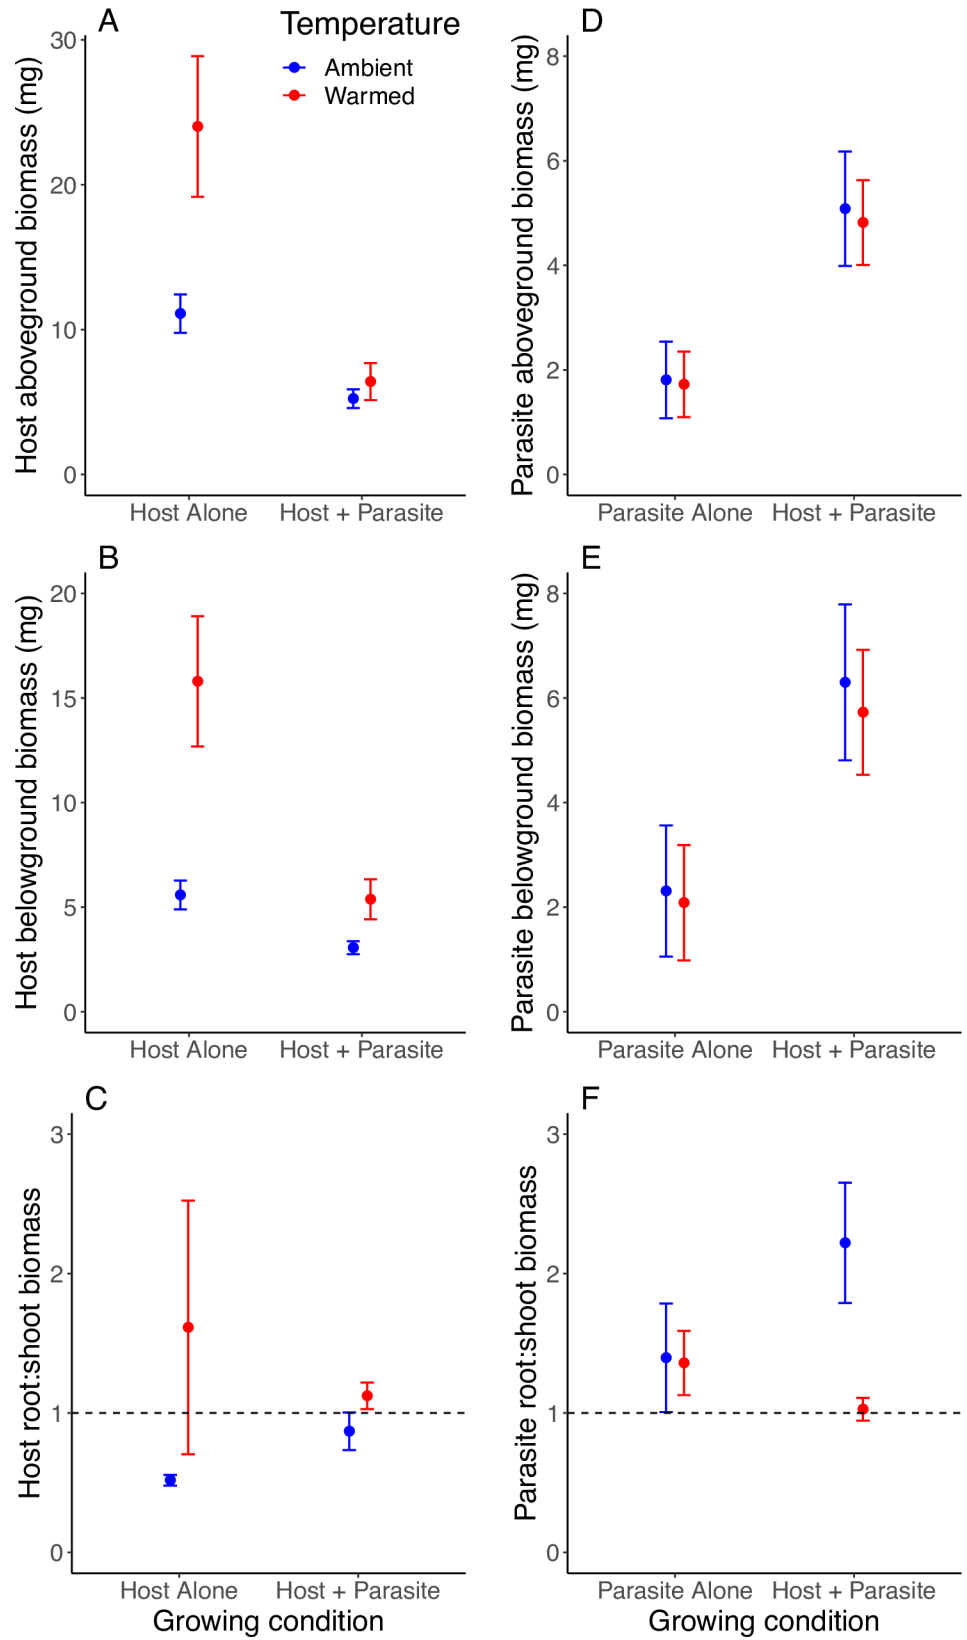 A
Temperature
Ambient
Warmed
Host aboveground biomass (mg)
30
20
10
0
Host Alone
Host + Parasite
D
Parasite aboveground biomass (mg)
8
6
4
2
0
Parasite Alone
Host + Parasite
B
Host belowground biomass (mg)
20
15
10
5
0
Host Alone
Host + Parasite
E
Parasite belowground biomass (mg)
8
6
4
2
0
Parasite Alone
Host + Parasite
C
Host root:shoot biomass
3
2
1
0
Host Alone
Host + Parasite
Growing condition
F
Parasite root:shoot biomass
3
2
1
0
Parasite Alone
Host + Parasite
Growing condition